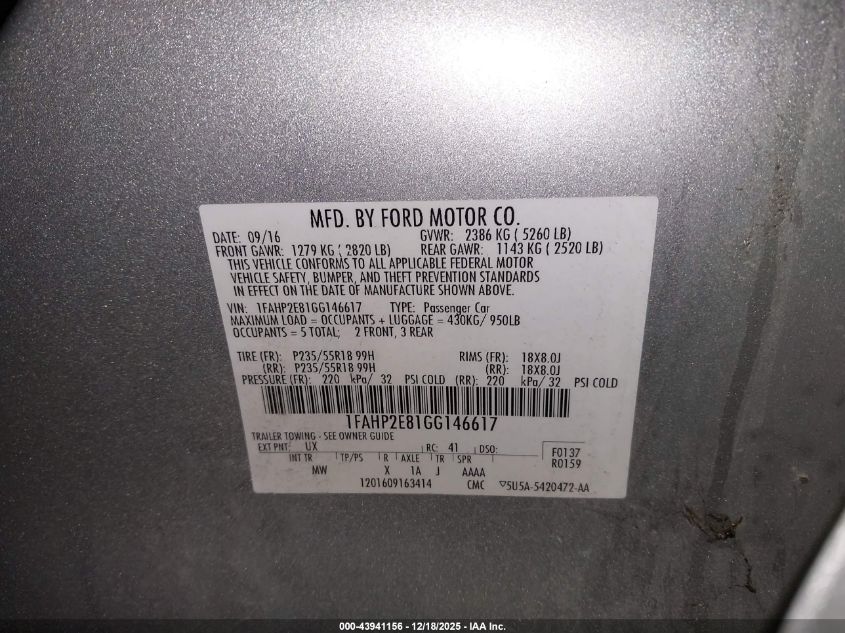 MFD. BY FORD MOTOR CO.
DATE: 09/16 GVWR: 2386 KG ( 5260 LB)
FRONT GAWR: 1279 KG ( 2820 LB) REAR GAWR: 1143 KG ( 2520 LB)
THIS VEHICLE CONFORMS TO ALL APPLICABLE FEDERAL MOTOR
VEHICLE SAFETY, BUMPER, AND THEFT PREVENTION STANDARDS
IN EFFECT ON THE DATE OF MANUFACTURE SHOWN ABOVE.
VIN: 1FAHP2E81GG146617 TYPE: Passenger Car
MAXIMUM LOAD = OCCUPANTS + LUGGAGE = 430KG/ 950LB
OCCUPANTS = 5 TOTAL; 2 FRONT, 3 REAR
TIRE (FR): P235/55R18 99H RIMS (FR): 18X8.0J
(RR): P235/55R18 99H (RR): 18X8.0J
PRESSURE (FR): 220 kPa/ 32 PSI COLD (RR): 220 kPa/ 32 PSI COLD
1FAHP2E81GG146617
TRAILER TOWING - SEE OWNER GUIDE
EXT PNT: UX RC: 41 DSO: F0137
INT TR TP/PS R AXLE TR SPR R0159
MW X 1A J AAAA
1201609163414 CMC ▽5U5A-5420472-AA
000-43941156 - 12/18/2025 - IAA Inc.